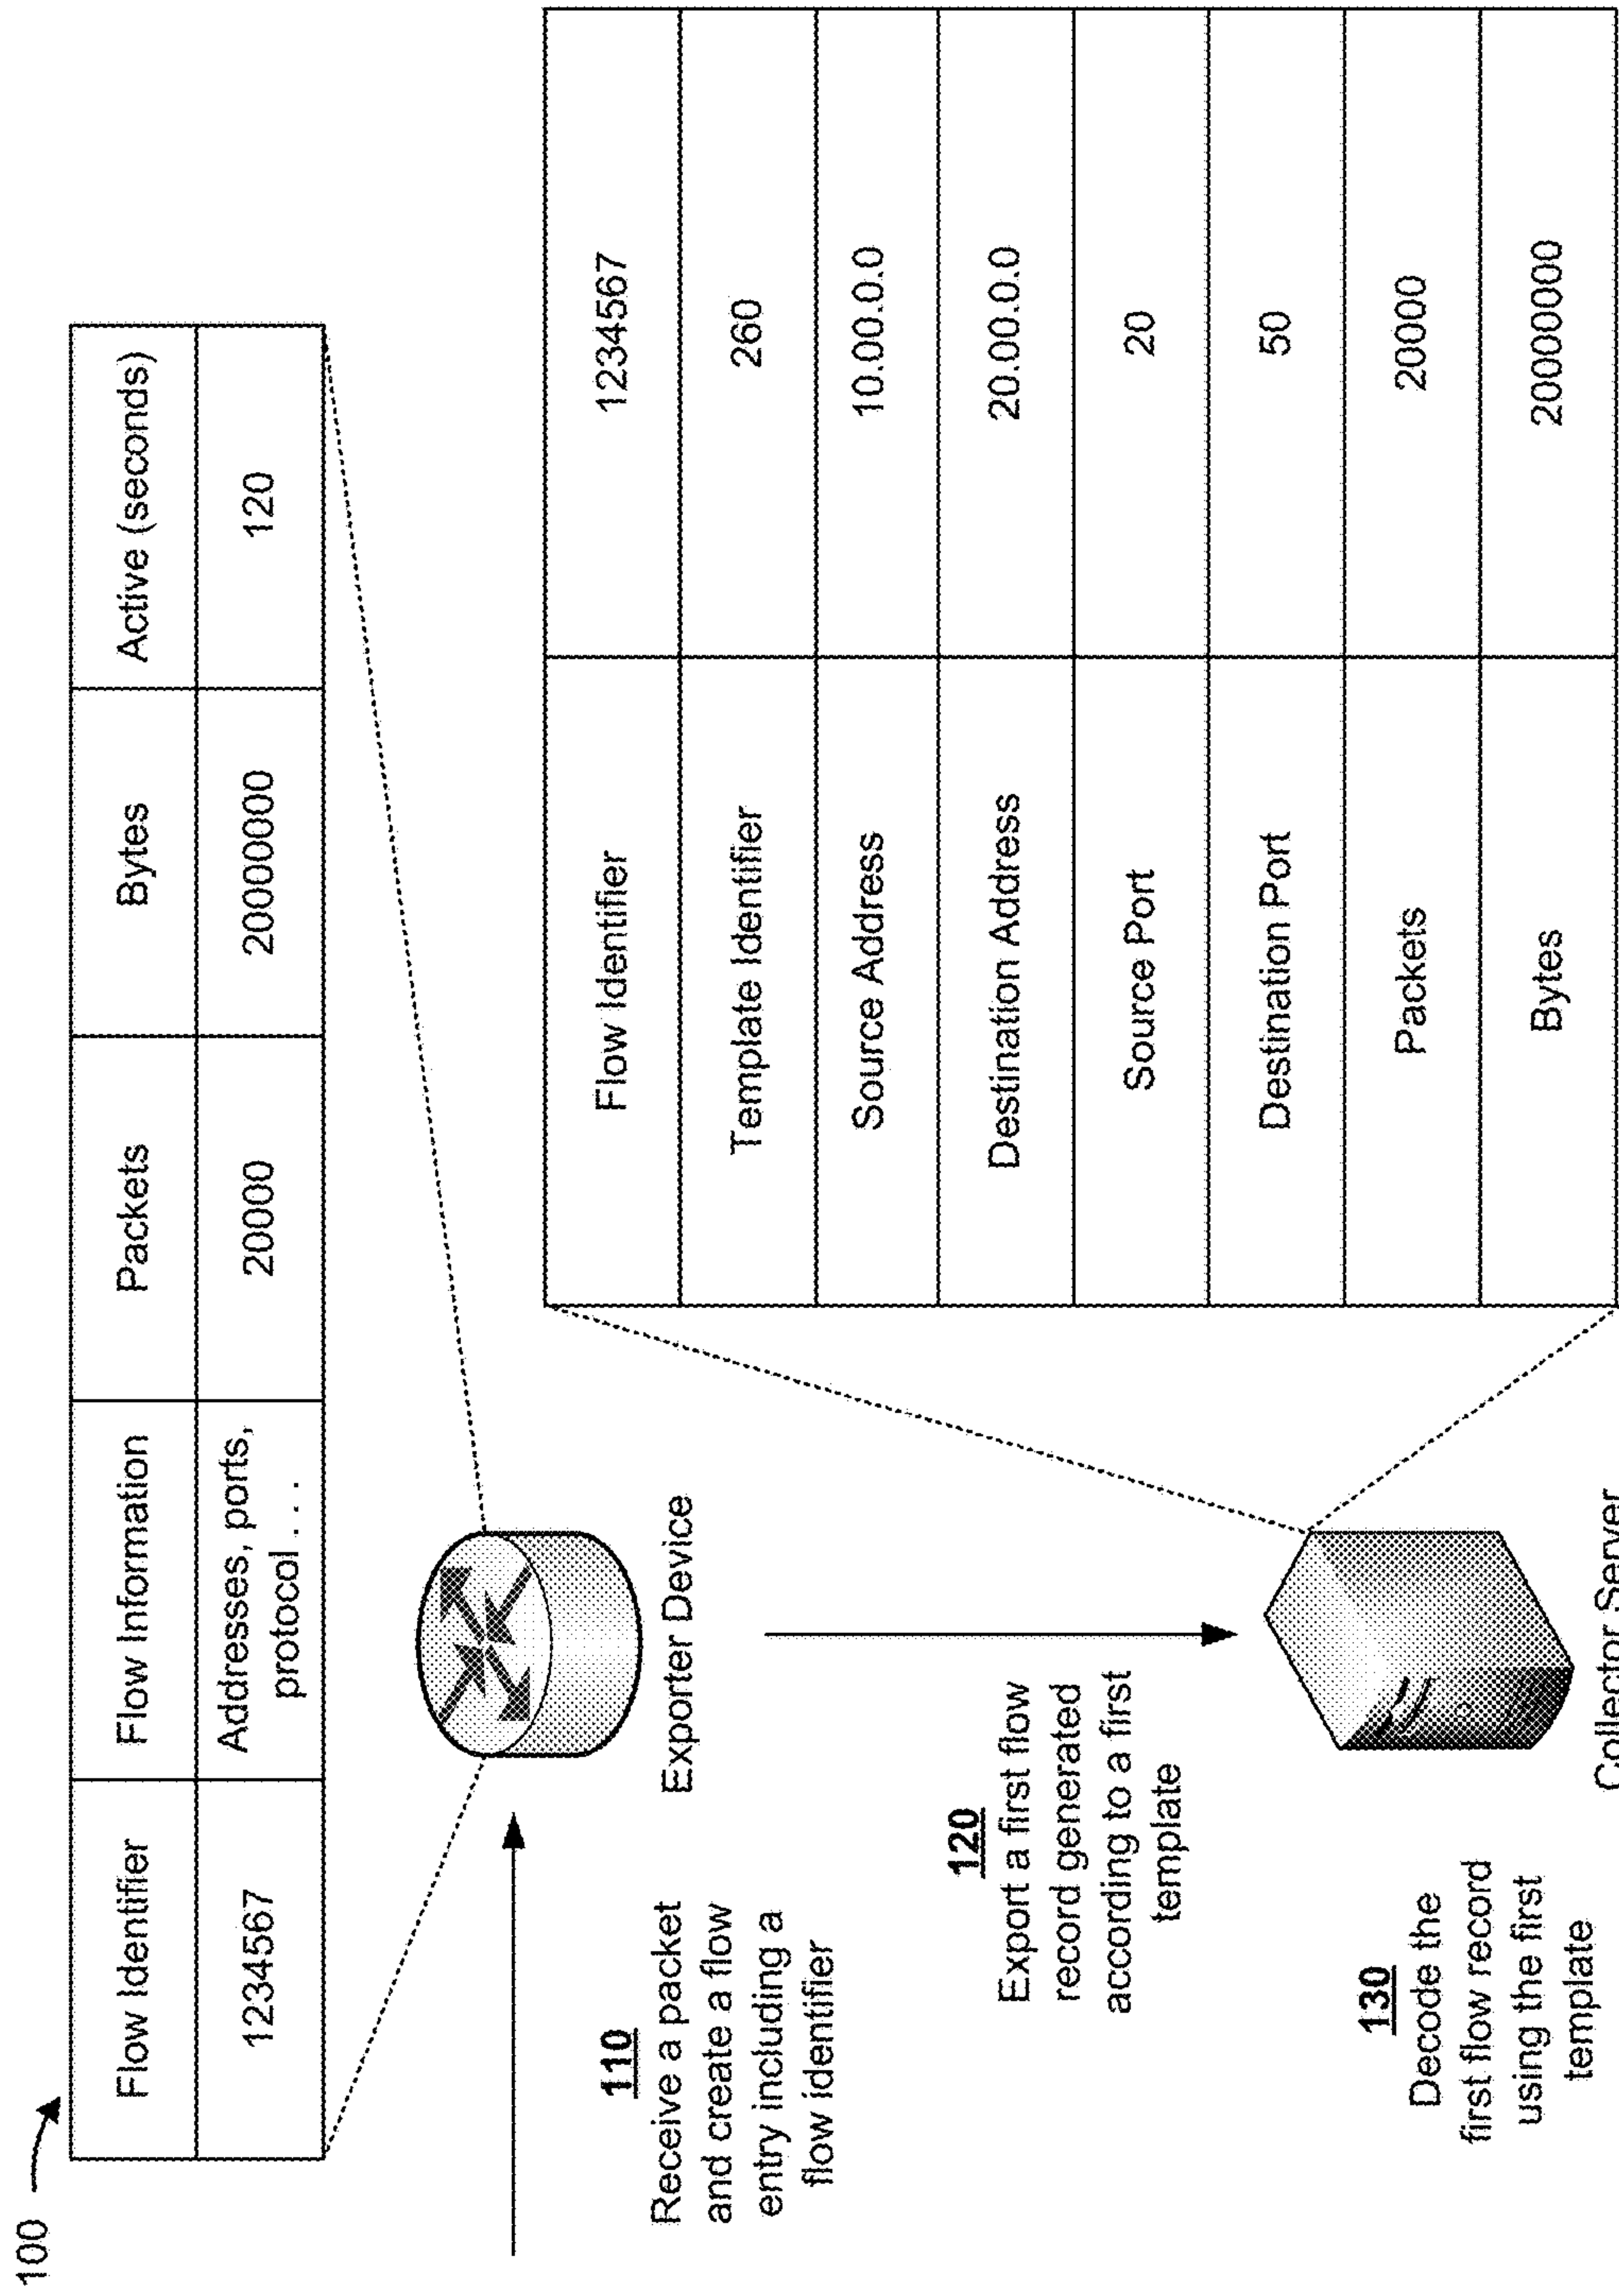 100
Flow Identifier
Flow Information
Packets
Bytes
Active (seconds)
1234567
Addresses, ports,
protocol . . .
20000
20000000
120
110
Receive a packet
and create a flow
entry including a
flow identifier
Exporter Device
120
Export a first flow
record generated
according to a first
template
130
Decode the
first flow record
using the first
template
Collector Server
Flow Identifier
1234567
Template Identifier
260
Source Address
10.00.0.0
Destination Address
20.00.0.0
Source Port
20
Destination Port
50
Packets
20000
Bytes
20000000